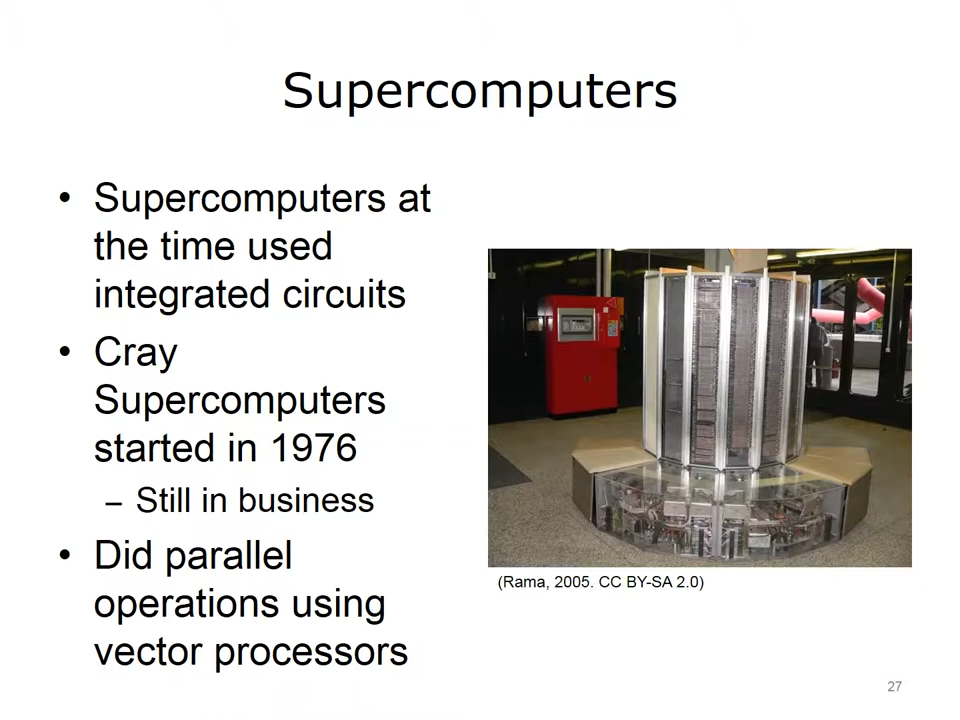 Supercomputers
• Supercomputers at
the time used
integrated circuits
• Cray
Supercomputers
started in 1976
– Still in business
• Did parallel
operations using
vector processors
(Rama, 2005. CC BY-SA 2.0)
27